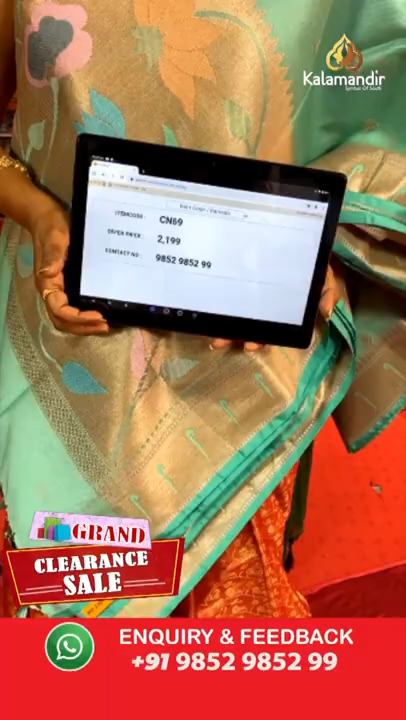 Kalamandir
Symbol Of South
ITEMCODE : CN69
OFFER PRICE : 2,199
CONTACT NO : 9852 9852 99
GRAND
CLEARANCE
SALE
ENQUIRY & FEEDBACK
+91 9852 9852 99